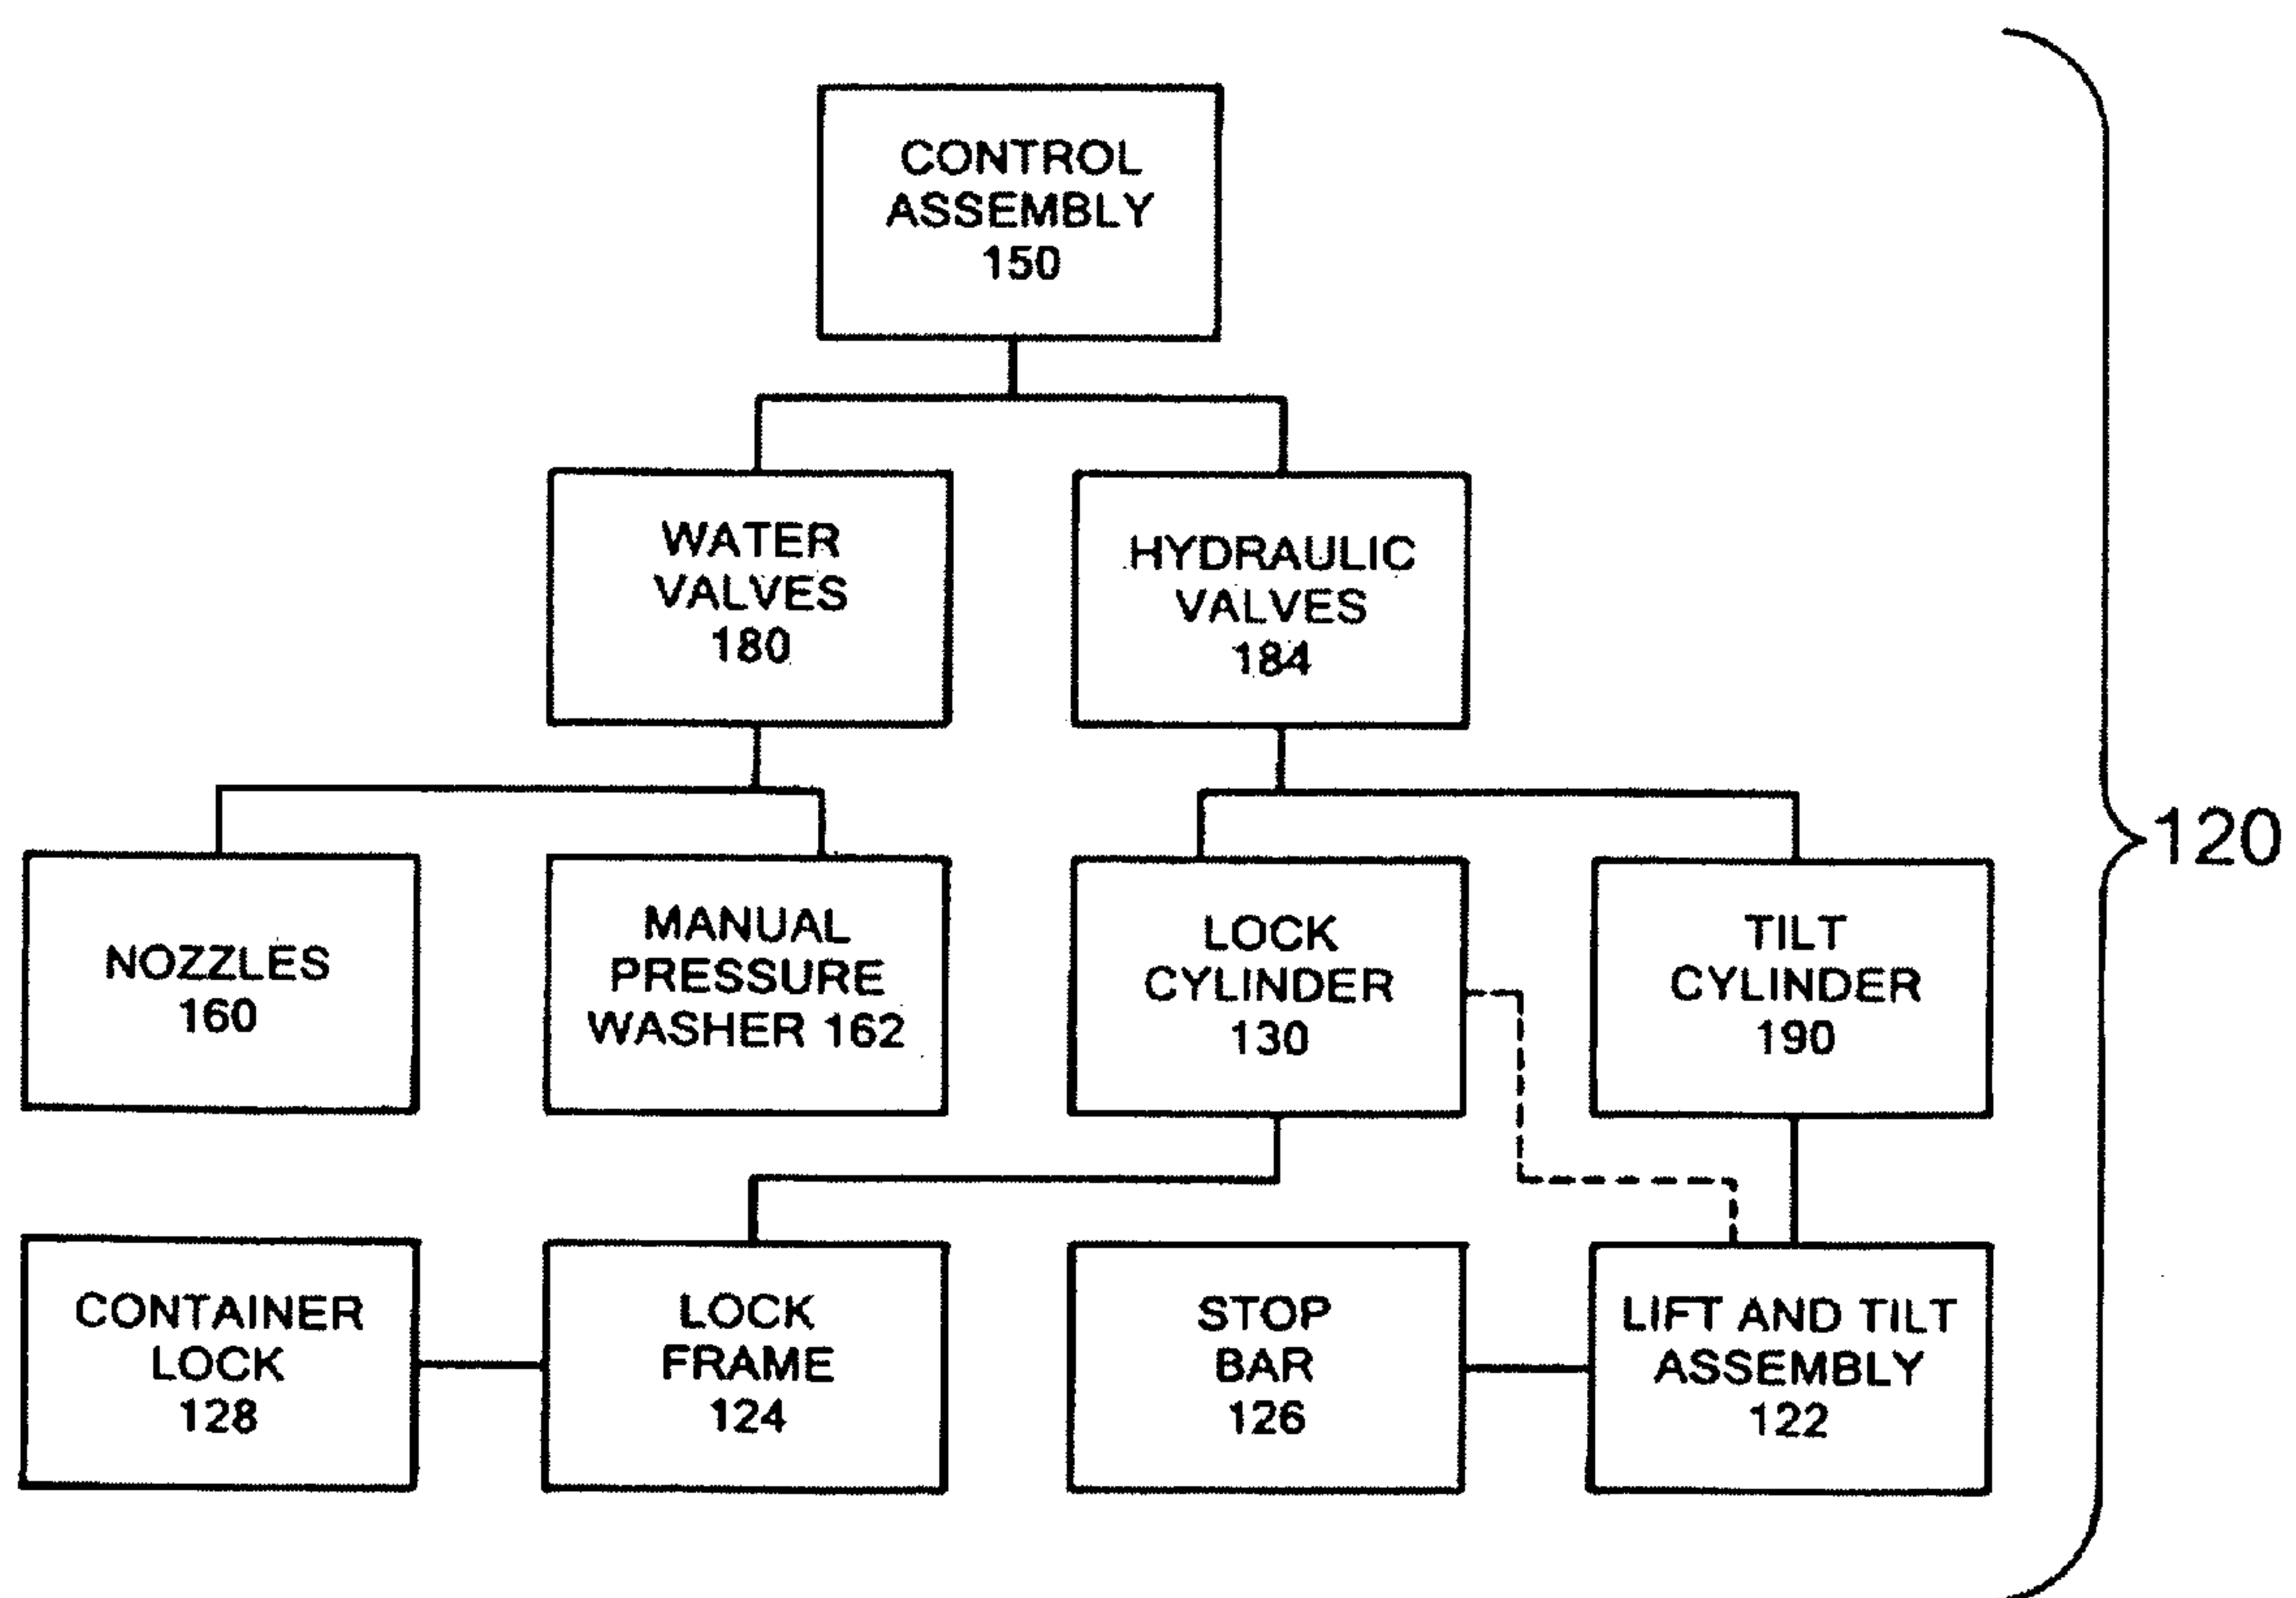 CONTROL
ASSEMBLY
150
WATER
VALVES
180
HYDRAULIC
VALVES
184
NOZZLES
160
MANUAL
PRESSURE
WASHER 162
LOCK
CYLINDER
130
TILT
CYLINDER
190
120
CONTAINER
LOCK
128
LOCK
FRAME
124
STOP
BAR
126
LIFT AND TILT
ASSEMBLY
122